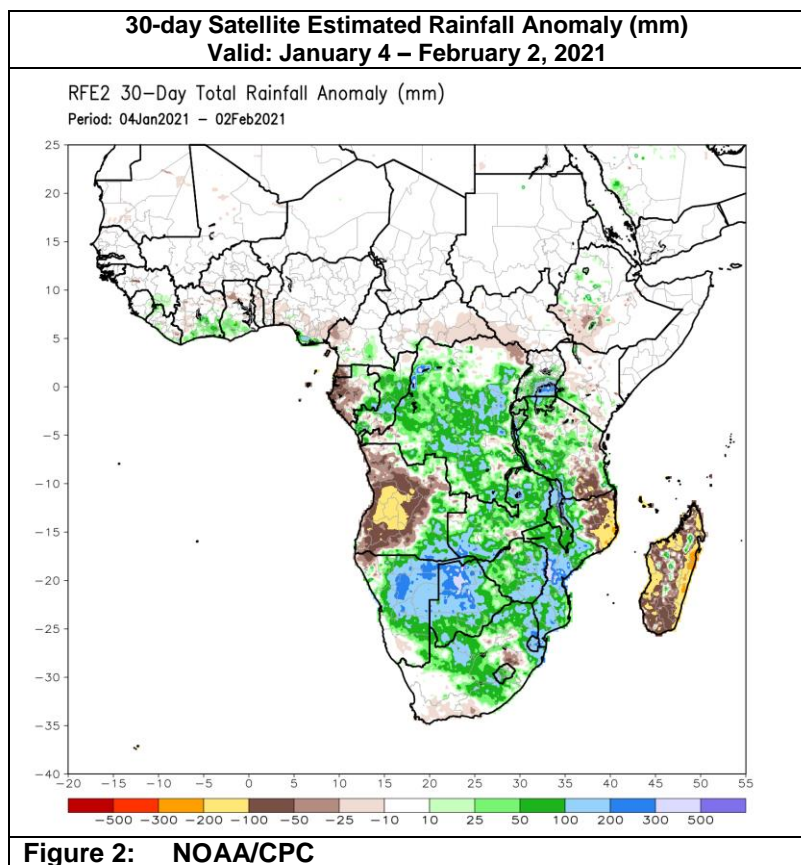 30-day Satellite Estimated Rainfall Anomaly (mm)
Valid: January 4 – February 2, 2021
RFE2 30-Day Total Rainfall Anomaly (mm)
Period: 04Jan2021 – 02Feb2021
25
20
15
10
5
0
-5
-10
-15
-20
-25
-30
-35
-40
-20 -15 -10 -5 0 5 10 15 20 25 30 35 40 45 50 55
-500 -300 -200 -100 -50 -25 -10 10 25 50 100 200 300 500
Figure 2: NOAA/CPC